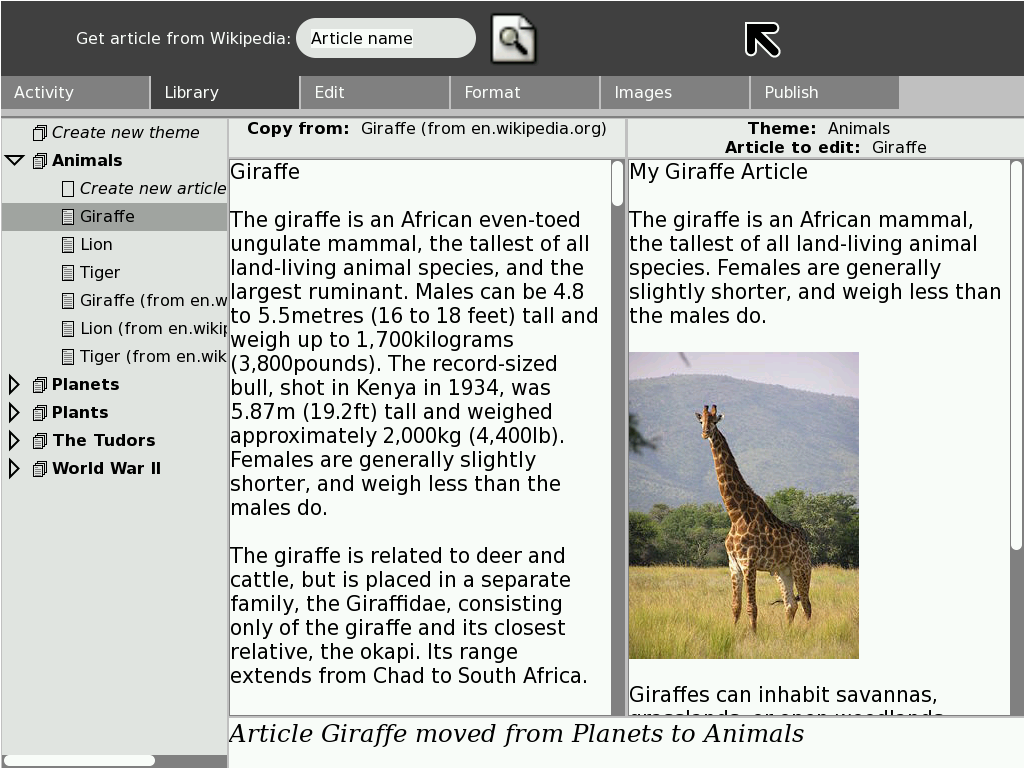 Get article from Wikipedia: Article name
Activity Library Edit Format Images Publish
Create new theme
Animals
Create new article
Giraffe
Lion
Tiger
Giraffe (from en.w
Lion (from en.wikip
Tiger (from en.wik
Planets
Plants
The Tudors
World War II
Copy from: Giraffe (from en.wikipedia.org)
Giraffe
The giraffe is an African even-toed
ungulate mammal, the tallest of all
land-living animal species, and the
largest ruminant. Males can be 4.8
to 5.5metres (16 to 18 feet) tall and
weigh up to 1,700kilograms
(3,800pounds). The record-sized
bull, shot in Kenya in 1934, was
5.87m (19.2ft) tall and weighed
approximately 2,000kg (4,400lb).
Females are generally slightly
shorter, and weigh less than the
males do.
The giraffe is related to deer and
cattle, but is placed in a separate
family, the Giraffidae, consisting
only of the giraffe and its closest
relative, the okapi. Its range
extends from Chad to South Africa.
Theme: Animals
Article to edit: Giraffe
My Giraffe Article
The giraffe is an African mammal,
the tallest of all land-living animal
species. Females are generally
slightly shorter, and weigh less than
the males do.
Giraffes can inhabit savannas,
grasslands, or open woodlands
Article Giraffe moved from Planets to Animals